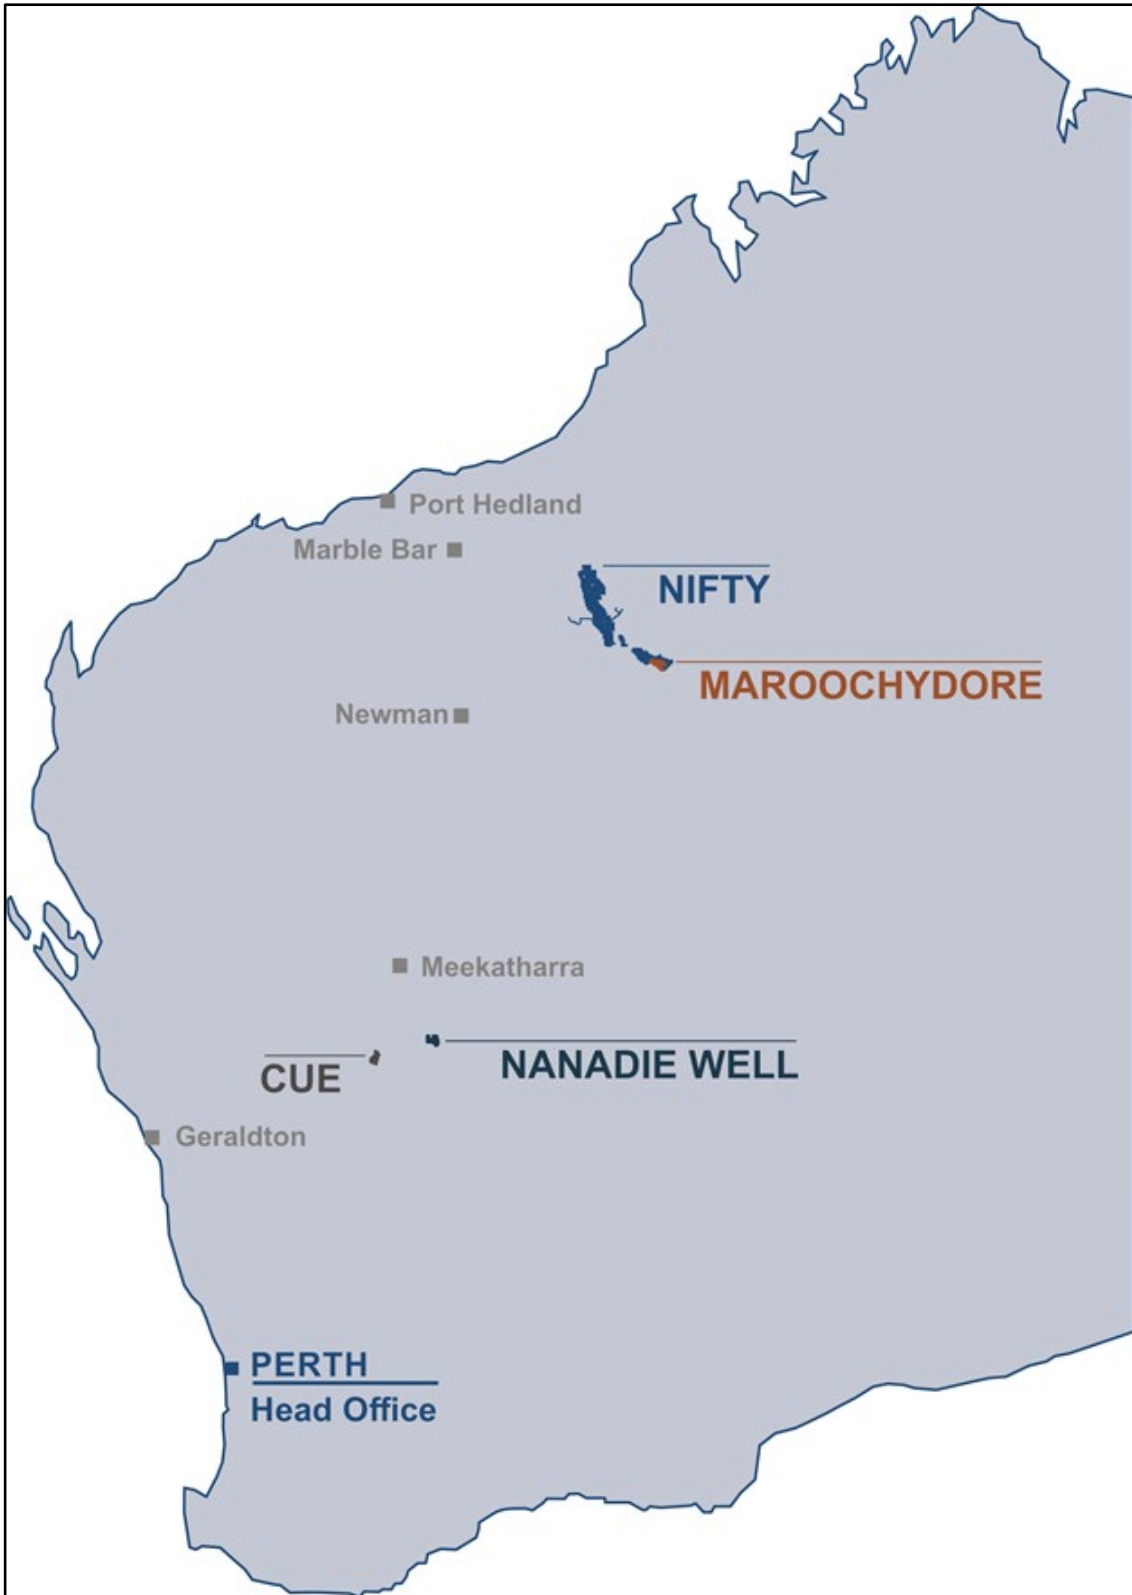 Port Hedland
Marble Bar
NIFTY
MAROOCHYDORE
Newman
Meekatharra
NANADIE WELL
CUE
Geraldton
PERTH
Head Office